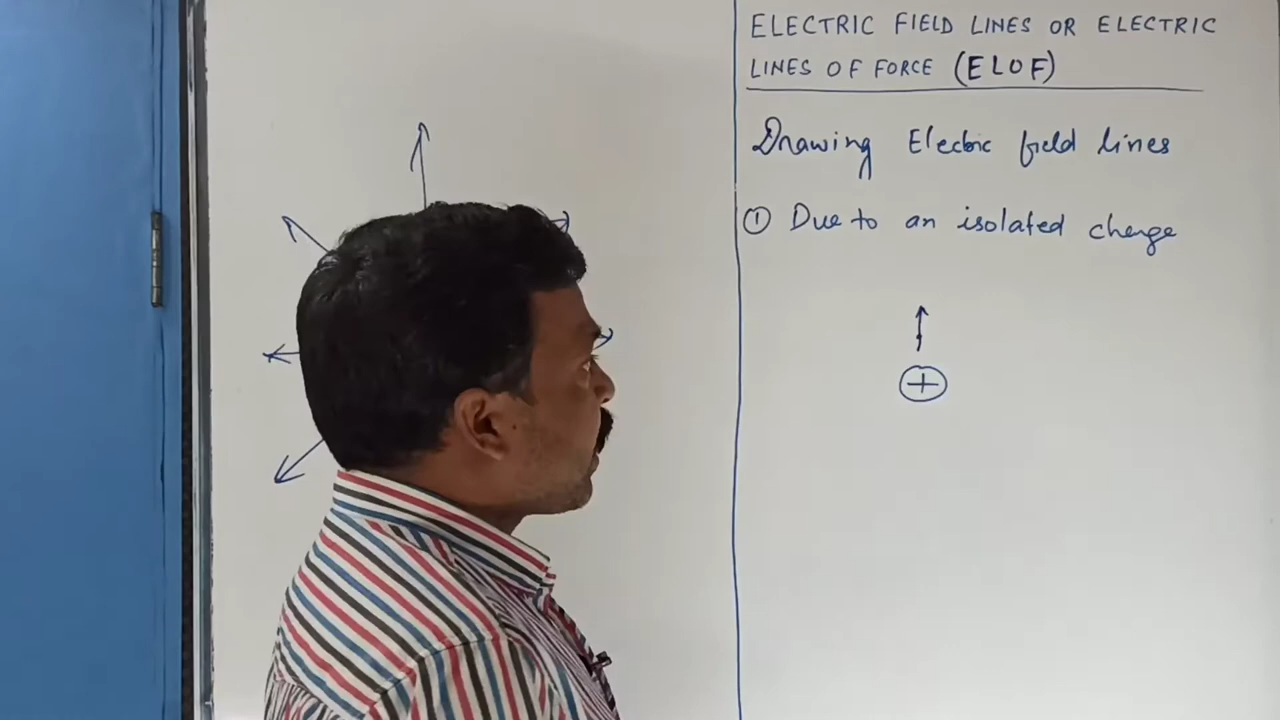 ELECTRIC FIELD LINES OR ELECTRIC
LINES OF FORCE (ELOF)
Drawing Electric field lines
① Due to an isolated charge
+